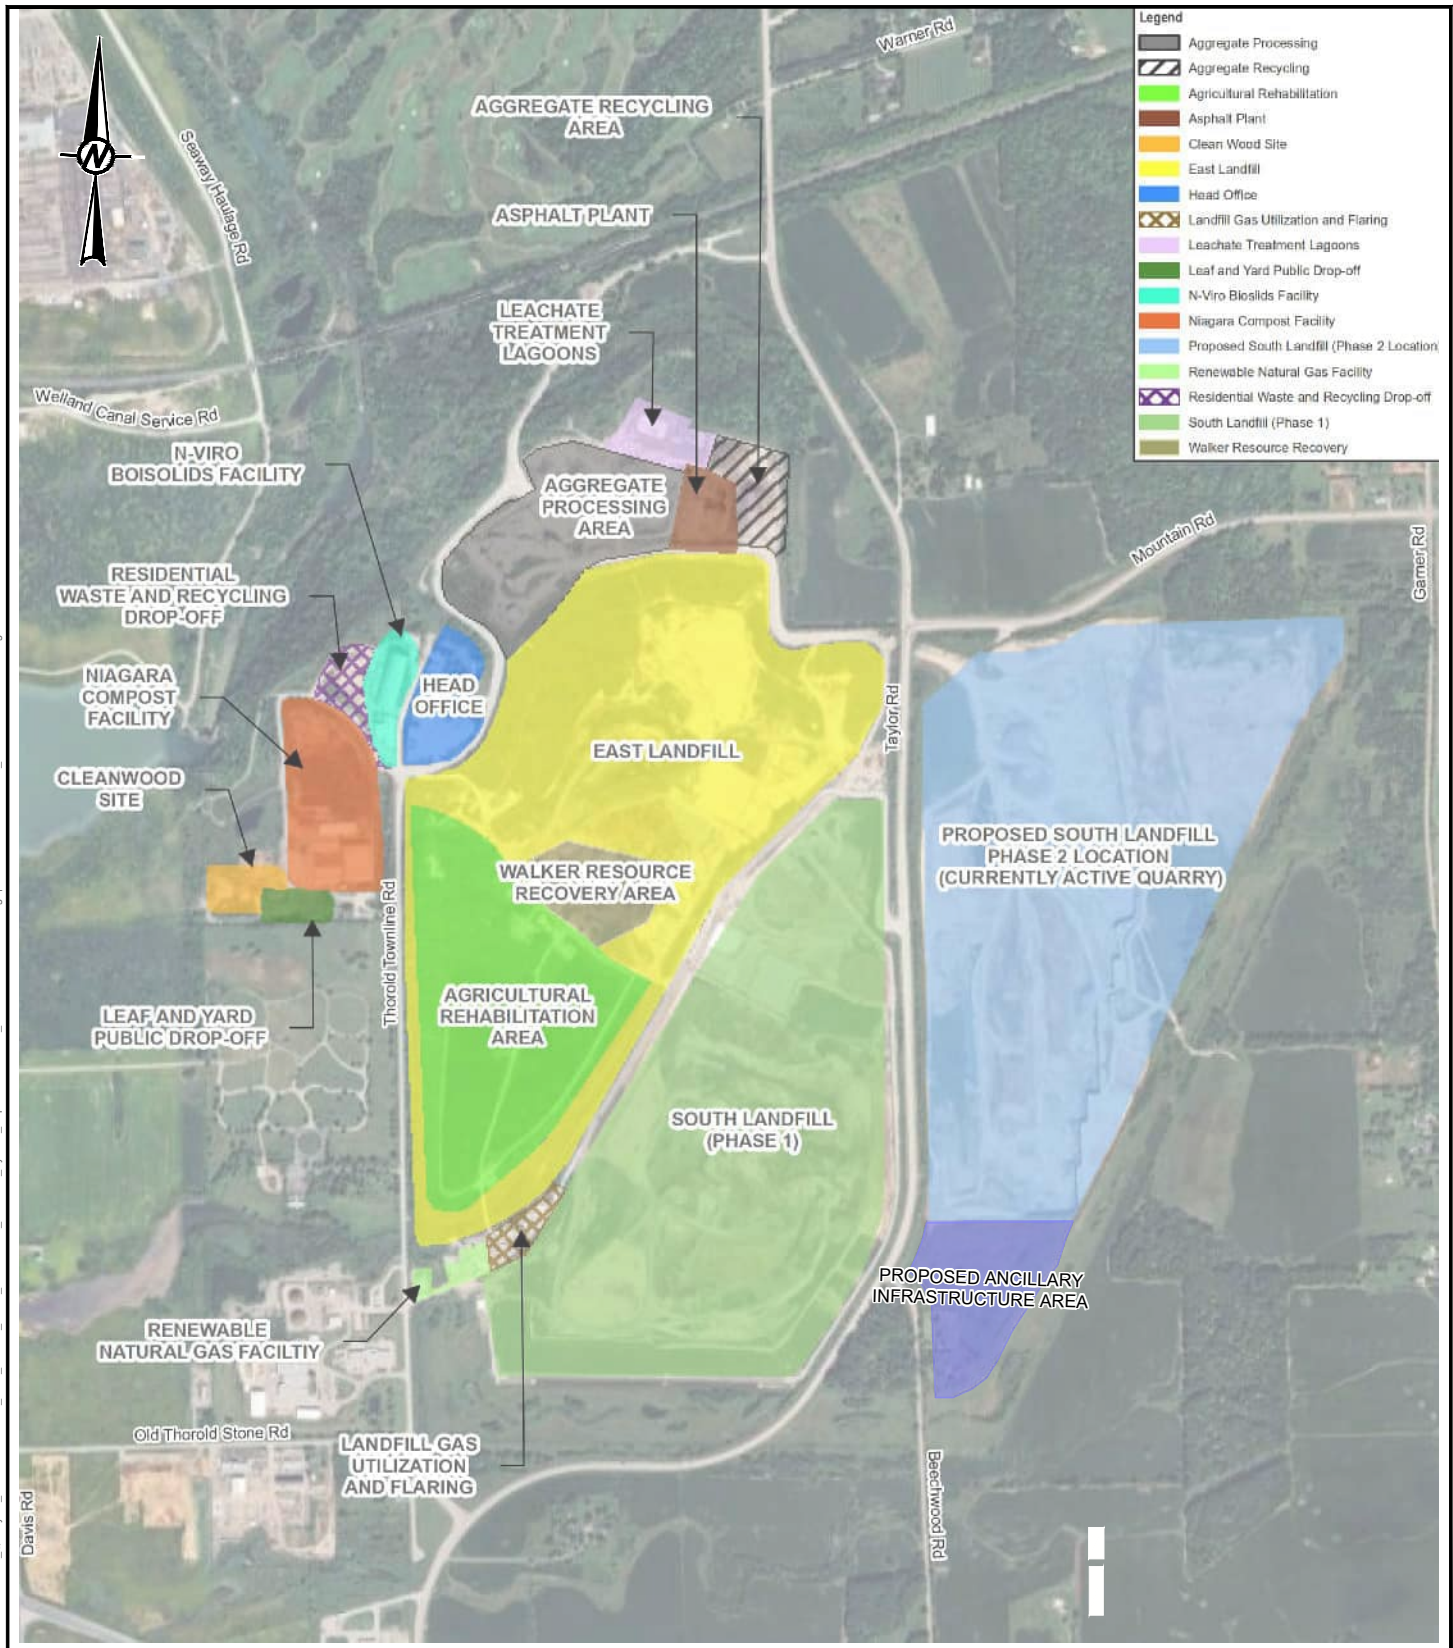 Legend
Aggregate Processing
Aggregate Recycling
Agricultural Rehabilitation
Asphalt Plant
Clean Wood Site
East Landfill
Head Office
Landfill Gas Utilization and Flaring
Leachate Treatment Lagoons
Leaf and Yard Public Drop-off
N-Viro Bioslids Facility
Niagara Compost Facility
Proposed South Landfill (Phase 2 Location
Renewable Natural Gas Facility
Residential Waste and Recycling Drop-off
South Landfill (Phase 1)
Walker Resource Recovery
N
Warner Rd
Seaway Haulage Rd
AGGREGATE RECYCLING
AREA
ASPHALT PLANT
LEACHATE
TREATMENT
LAGOONS
Welland Canal Service Rd
N-VIRO
BOISOLIDS FACILITY
AGGREGATE
PROCESSING
AREA
Mountain Rd
Garner Rd
RESIDENTIAL
WASTE AND RECYCLING
DROP-OFF
NIAGARA
COMPOST
FACILITY
HEAD
OFFICE
Taylor Rd
EAST LANDFILL
CLEANWOOD
SITE
PROPOSED SOUTH LANDFILL
PHASE 2 LOCATION
(CURRENTLY ACTIVE QUARRY)
WALKER RESOURCE
RECOVERY AREA
Thorold Townline Rd
LEAF AND YARD
PUBLIC DROP-OFF
AGRICULTURAL
REHABILITATION
AREA
SOUTH LANDFILL
(PHASE 1)
PROPOSED ANCILLARY
INFRASTRUCTURE AREA
RENEWABLE
NATURAL GAS FACILTIY
Old Thorold Stone Rd
LANDFILL GAS
UTILIZATION
AND FLARING
Davis Rd
Beechwood Rd